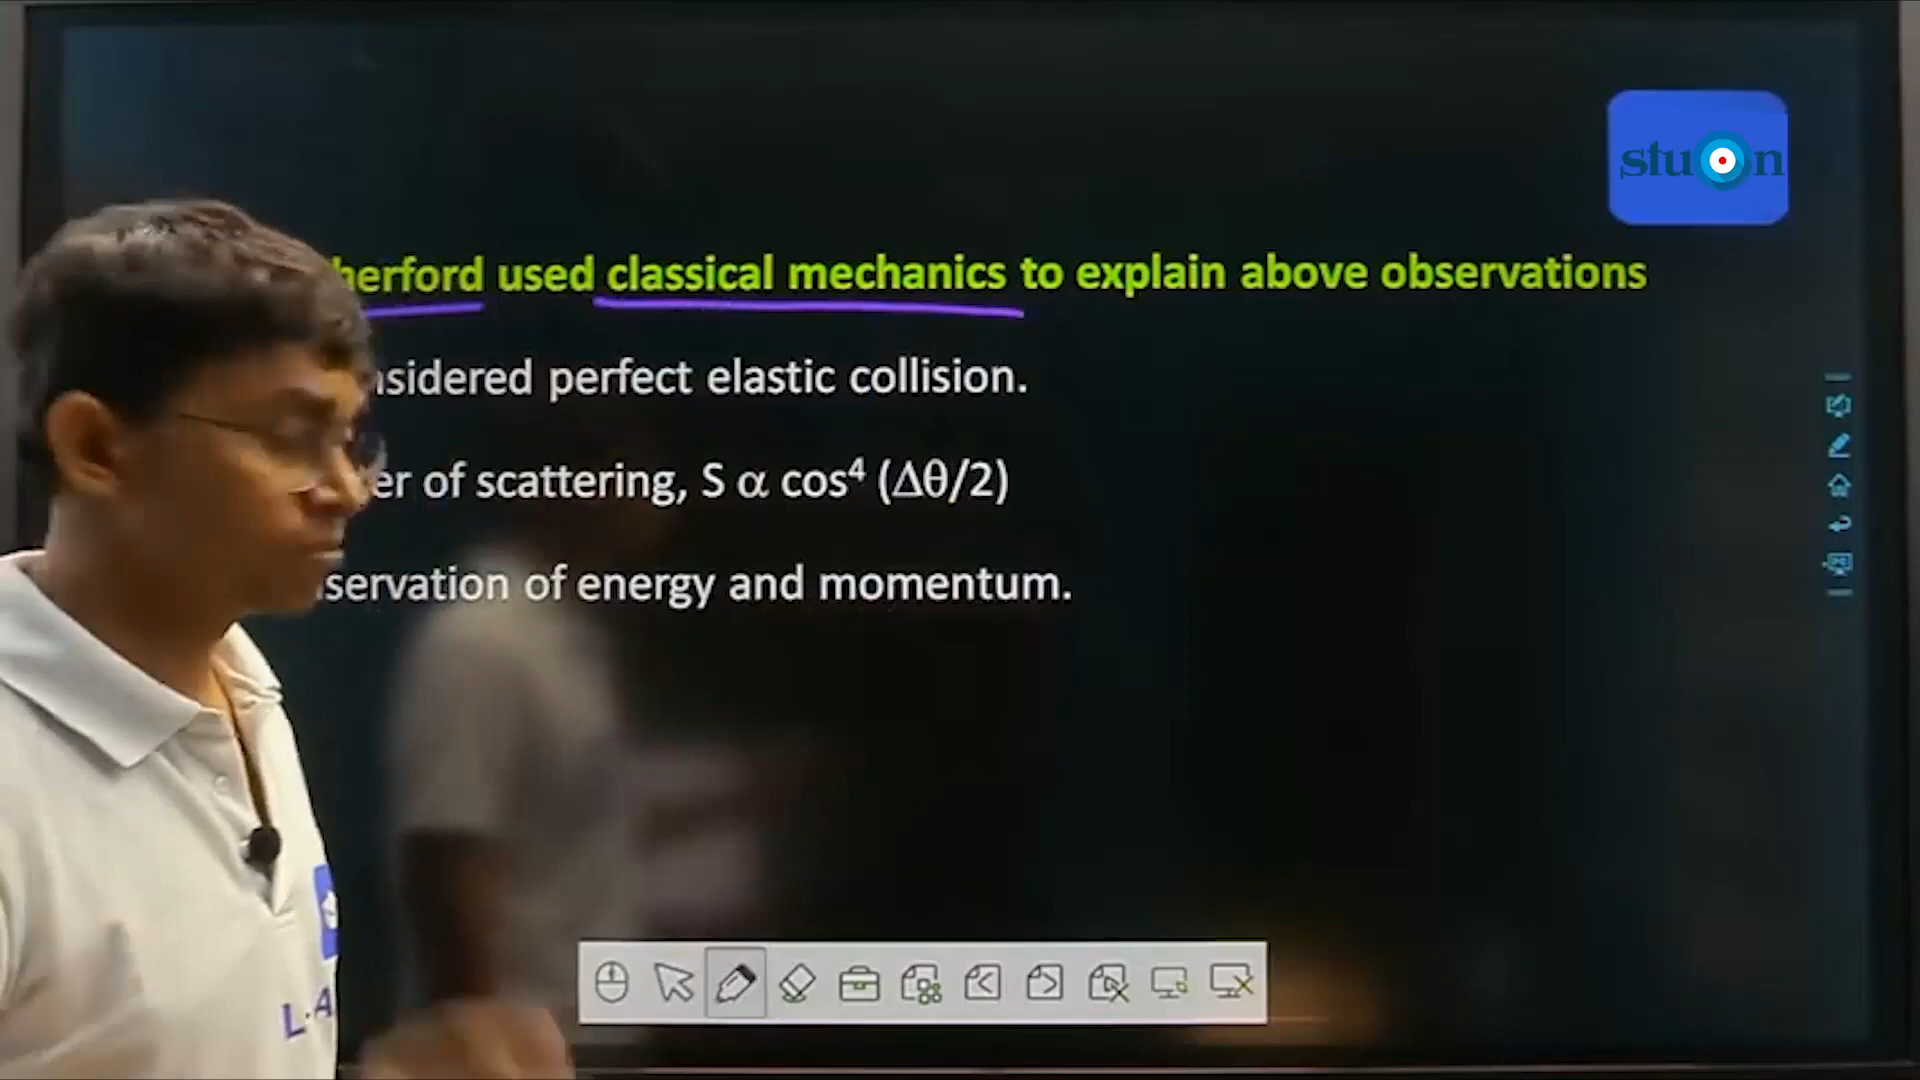 stuOn
herford used classical mechanics to explain above observations
nsidered perfect elastic collision.
er of scattering, S α cos⁴ (Δθ/2)
servation of energy and momentum.
L-A